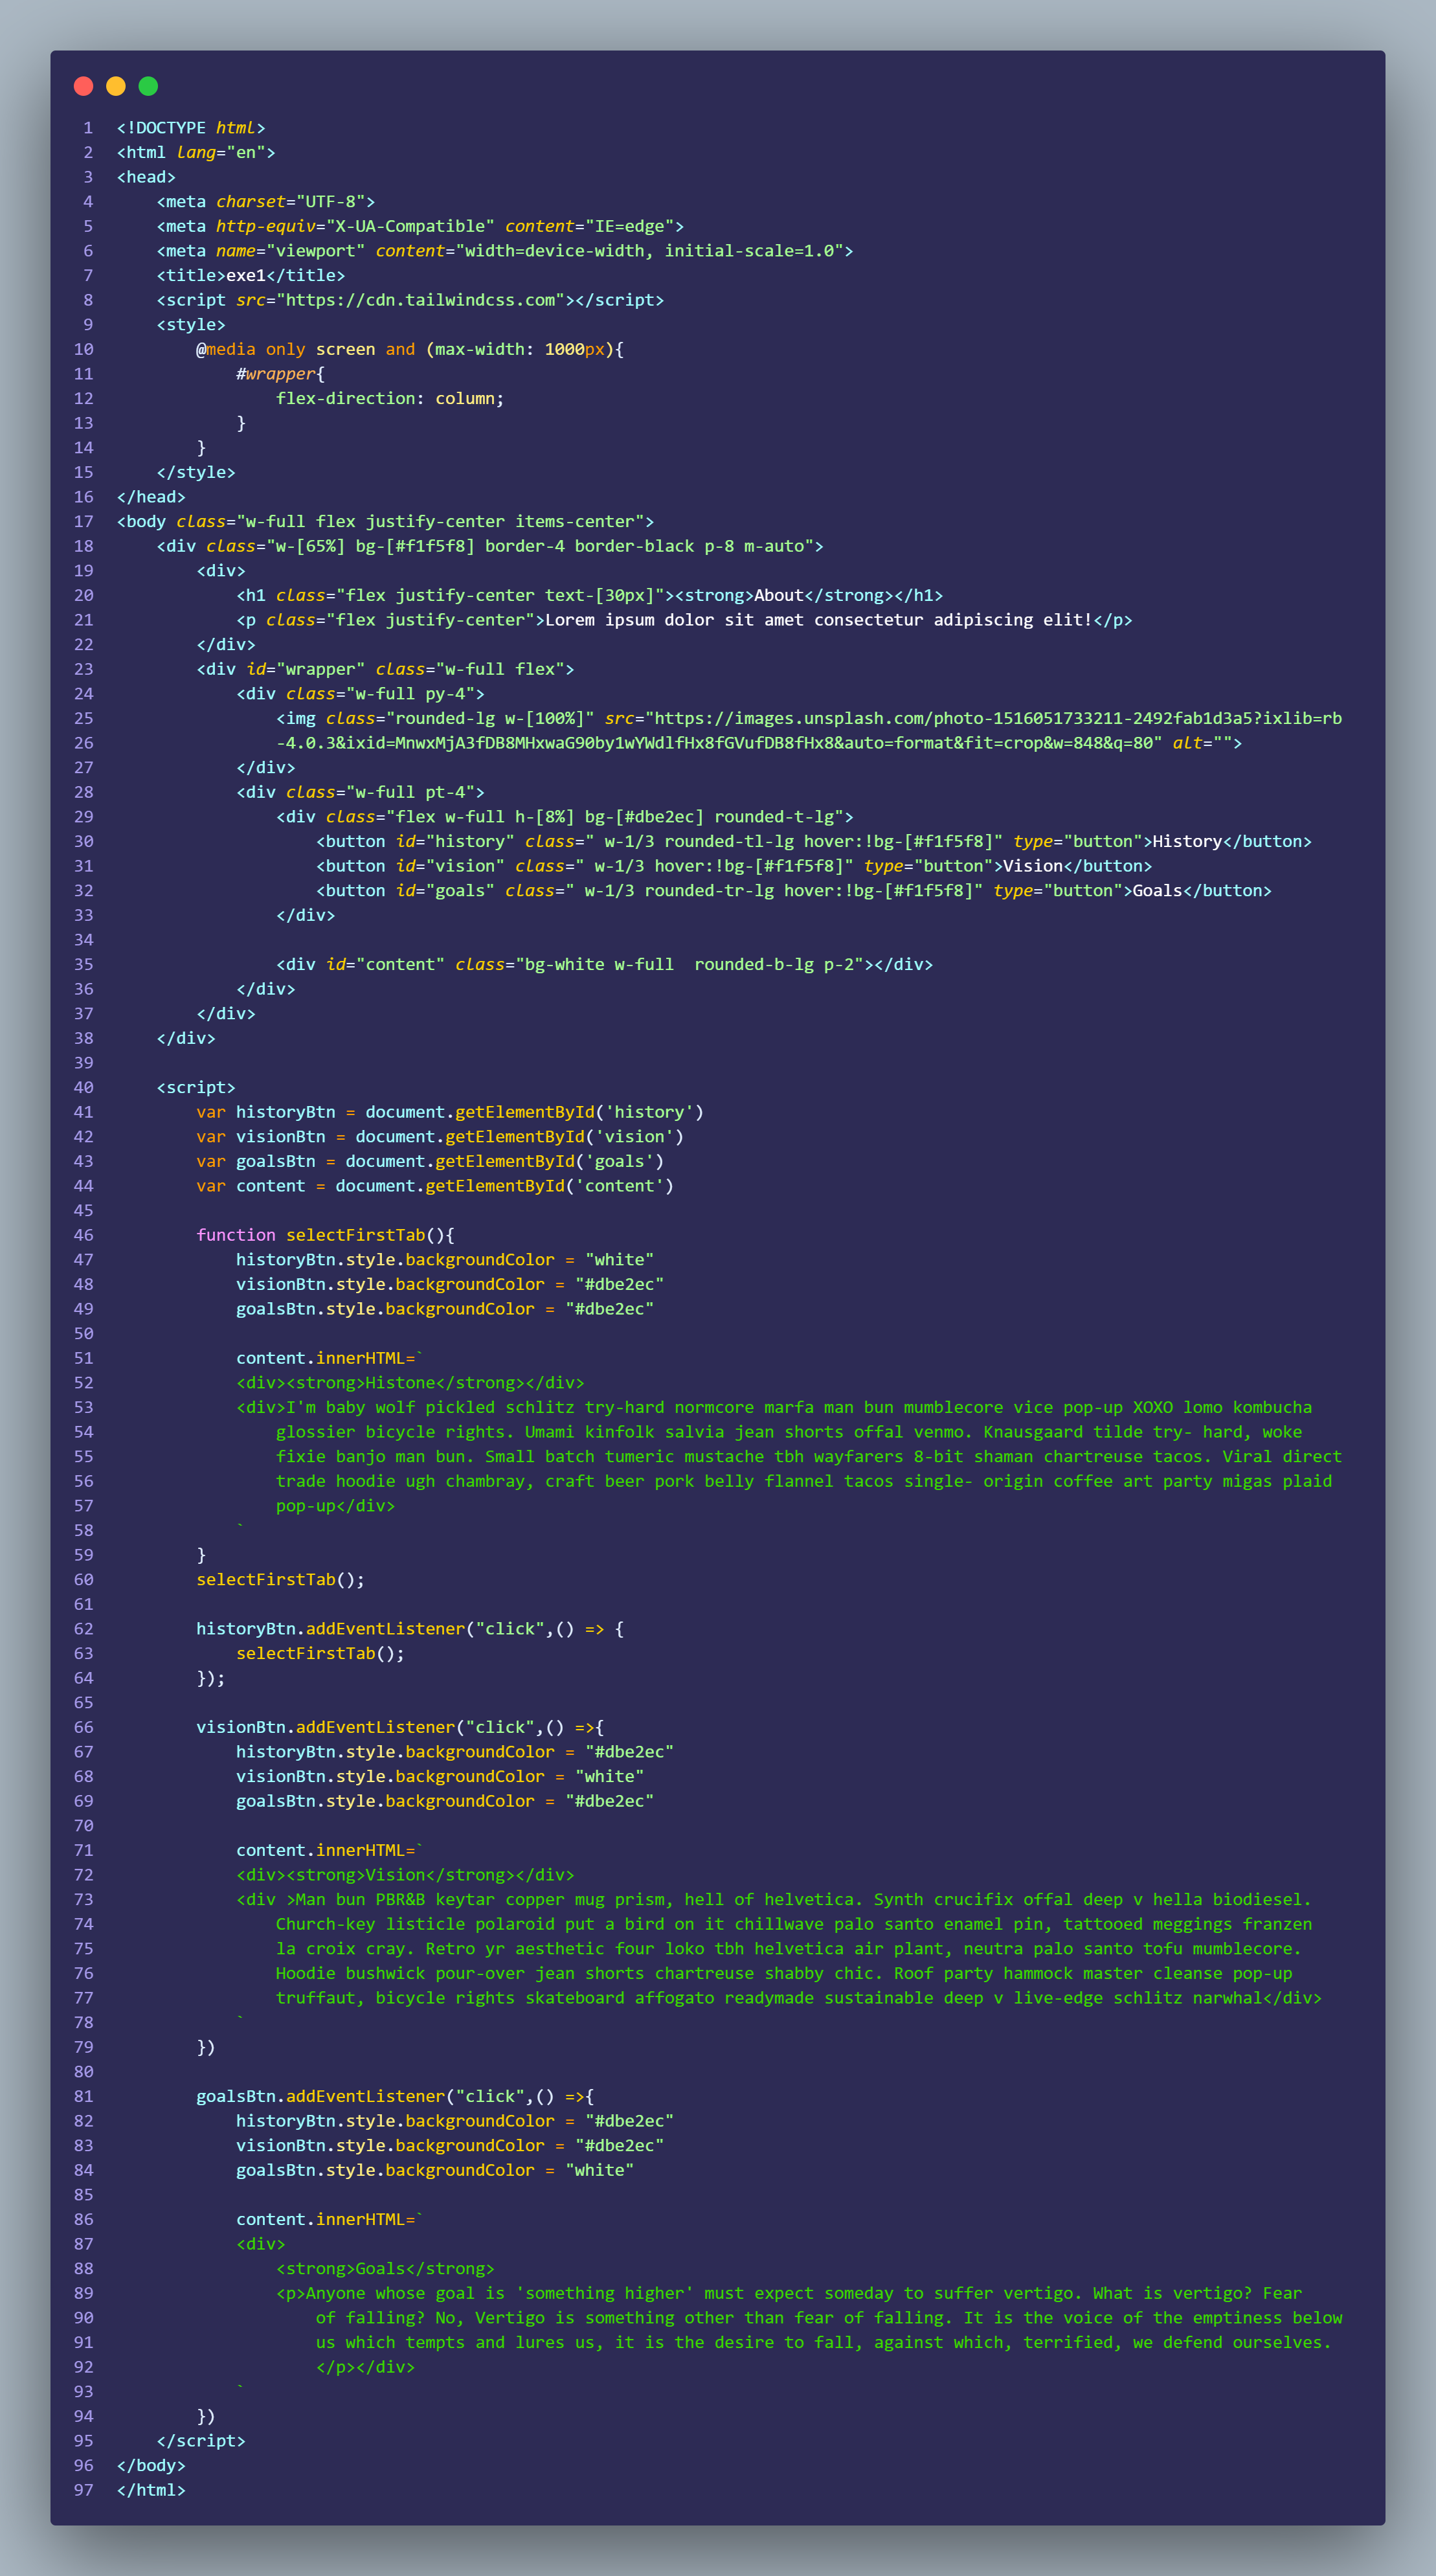 1 <!DOCTYPE html>
2 <html lang="en">
3 <head>
4     <meta charset="UTF-8">
5     <meta http-equiv="X-UA-Compatible" content="IE=edge">
6     <meta name="viewport" content="width=device-width, initial-scale=1.0">
7     <title>exe1</title>
8     <script src="https://cdn.tailwindcss.com"></script>
9     <style>
10         @media only screen and (max-width: 1000px){
11             #wrapper{
12                 flex-direction: column;
13             }
14         }
15     </style>
16 </head>
17 <body class="w-full flex justify-center items-center">
18     <div class="w-[65%] bg-[#f1f5f8] border-4 border-black p-8 m-auto">
19         <div>
20             <h1 class="flex justify-center text-[30px]"><strong>About</strong></h1>
21             <p class="flex justify-center">Lorem ipsum dolor sit amet consectetur adipiscing elit!</p>
22         </div>
23         <div id="wrapper" class="w-full flex">
24             <div class="w-full py-4">
25                 <img class="rounded-lg w-[100%]" src="https://images.unsplash.com/photo-1516051733211-2492fab1d3a5?ixlib=rb
26                 -4.0.3&ixid=MnwxMjA3fDB8MHxwaG90by1wYWdlfHx8fGVufDB8fHx8&auto=format&fit=crop&w=848&q=80" alt="">
27             </div>
28             <div class="w-full pt-4">
29                 <div class="flex w-full h-[8%] bg-[#dbe2ec] rounded-t-lg">
30                     <button id="history" class=" w-1/3 rounded-tl-lg hover:!bg-[#f1f5f8]" type="button">History</button>
31                     <button id="vision" class=" w-1/3 hover:!bg-[#f1f5f8]" type="button">Vision</button>
32                     <button id="goals" class=" w-1/3 rounded-tr-lg hover:!bg-[#f1f5f8]" type="button">Goals</button>
33                 </div>
34
35                 <div id="content" class="bg-white w-full  rounded-b-lg p-2"></div>
36             </div>
37         </div>
38     </div>
39
40     <script>
41         var historyBtn = document.getElementById('history')
42         var visionBtn = document.getElementById('vision')
43         var goalsBtn = document.getElementById('goals')
44         var content = document.getElementById('content')
45
46         function selectFirstTab(){
47             historyBtn.style.backgroundColor = "white"
48             visionBtn.style.backgroundColor = "#dbe2ec"
49             goalsBtn.style.backgroundColor = "#dbe2ec"
50
51             content.innerHTML=`
52             <div><strong>Histone</strong></div>
53             <div>I'm baby wolf pickled schlitz try-hard normcore marfa man bun mumblecore vice pop-up XOXO lomo kombucha
54                 glossier bicycle rights. Umami kinfolk salvia jean shorts offal venmo. Knausgaard tilde try- hard, woke
55                 fixie banjo man bun. Small batch tumeric mustache tbh wayfarers 8-bit shaman chartreuse tacos. Viral direct
56                 trade hoodie ugh chambray, craft beer pork belly flannel tacos single- origin coffee art party migas plaid
57                 pop-up</div>
58             `
59         }
60         selectFirstTab();
61
62         historyBtn.addEventListener("click",() => {
63             selectFirstTab();
64         });
65
66         visionBtn.addEventListener("click",() =>{
67             historyBtn.style.backgroundColor = "#dbe2ec"
68             visionBtn.style.backgroundColor = "white"
69             goalsBtn.style.backgroundColor = "#dbe2ec"
70
71             content.innerHTML=`
72             <div><strong>Vision</strong></div>
73             <div >Man bun PBR&B keytar copper mug prism, hell of helvetica. Synth crucifix offal deep v hella biodiesel.
74                 Church-key listicle polaroid put a bird on it chillwave palo santo enamel pin, tattooed meggings franzen
75                 la croix cray. Retro yr aesthetic four loko tbh helvetica air plant, neutra palo santo tofu mumblecore.
76                 Hoodie bushwick pour-over jean shorts chartreuse shabby chic. Roof party hammock master cleanse pop-up
77                 truffaut, bicycle rights skateboard affogato readymade sustainable deep v live-edge schlitz narwhal</div>
78             `
79         })
80
81         goalsBtn.addEventListener("click",() =>{
82             historyBtn.style.backgroundColor = "#dbe2ec"
83             visionBtn.style.backgroundColor = "#dbe2ec"
84             goalsBtn.style.backgroundColor = "white"
85
86             content.innerHTML=`
87             <div>
88                 <strong>Goals</strong>
89                 <p>Anyone whose goal is 'something higher' must expect someday to suffer vertigo. What is vertigo? Fear
90                     of falling? No, Vertigo is something other than fear of falling. It is the voice of the emptiness below
91                     us which tempts and lures us, it is the desire to fall, against which, terrified, we defend ourselves.
92                     </p></div>
93             `
94         })
95     </script>
96 </body>
97 </html>